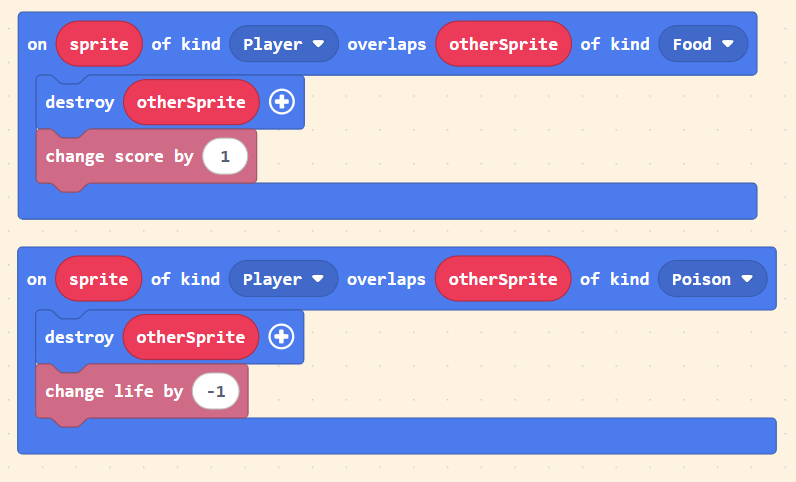 on sprite of kind Player overlaps otherSprite of kind Food
destroy otherSprite
change score by 1
on sprite of kind Player overlaps otherSprite of kind Poison
destroy otherSprite
change life by -1